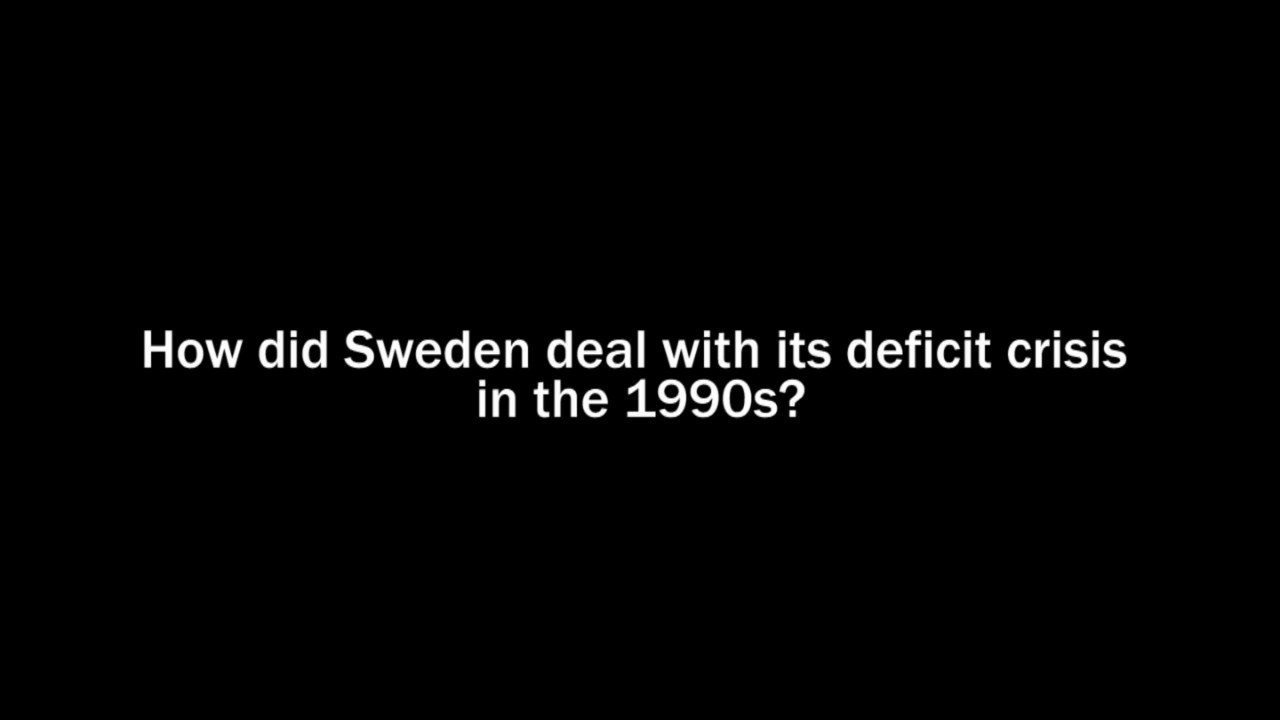 How did Sweden deal with its deficit crisis
in the 1990s?